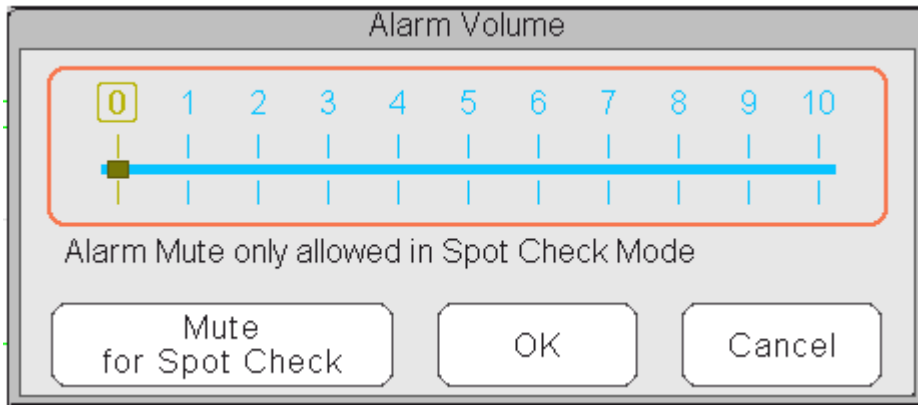 Alarm Volume
0 1 2 3 4 5 6 7 8 9 10
Alarm Mute only allowed in Spot Check Mode
Mute
for Spot Check
OK
Cancel